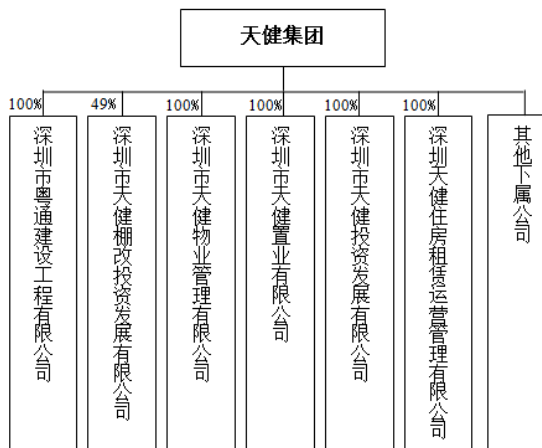 天健集团
100%
49%
100%
100%
100%
100%
深圳市粤通建设工程有限公司
深圳市天健棚改投资发展有限公司
深圳市天健物业管理有限公司
深圳市天健置业有限公司
深圳市天健投资发展有限公司
深圳天健住房租赁运营管理有限公司
其他下属公司